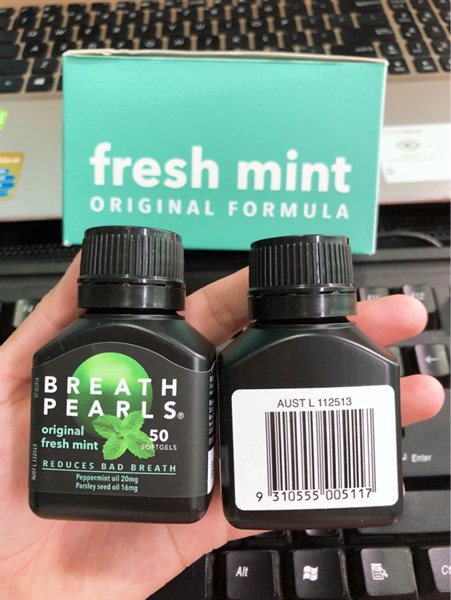 fresh mint
ORIGINAL FORMULA
BREATH
PEARLS®
original
fresh mint
50
SOFTGELS
REDUCES BAD BREATH
Peppermint oil 20mg
Parsley seed oil 16mg
AUST L 112513
9 310555 005117
Enter
Alt